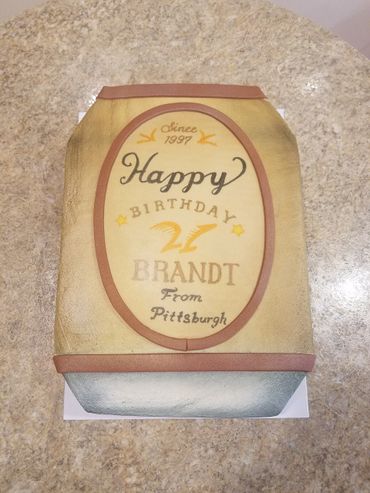 Since
1997
Happy
BIRTHDAY
21
BRANDT
From
Pittsburgh